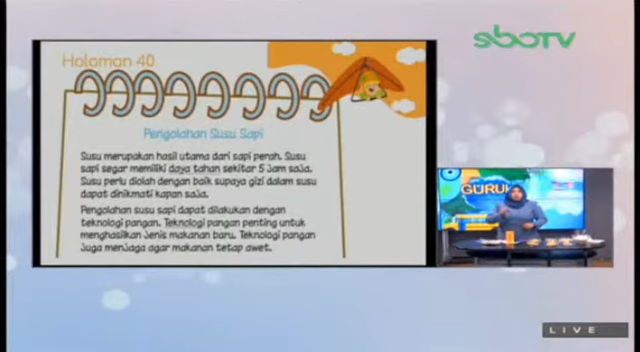 sboTV
Halaman 40
Pengolahan Susu Sapi
Susu merupakan hasil utama dari sapi perah. Susu
sapi segar memiliki daya tahan sekitar 5 jam saja.
Susu perlu diolah dengan baik supaya gizi dalam susu
dapat dinikmati kapan saja.
Pengolahan susu sapi dapat dilakukan dengan
teknologi pangan. Teknologi pangan penting untuk
menghasilkan jenis makanan baru. Teknologi pangan
juga menjaga agar makanan tetap awet.
GURUKU
LIVE